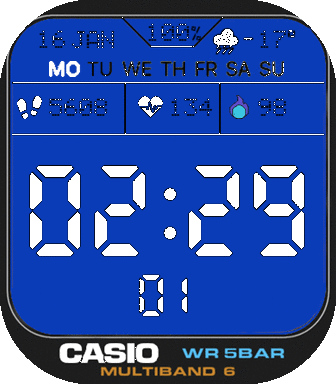 16 JAN 100% -17°
MO TU WE TH FR SA SU
5608 134 98
02:29
01
CASIO WR 5BAR
MULTIBAND 6